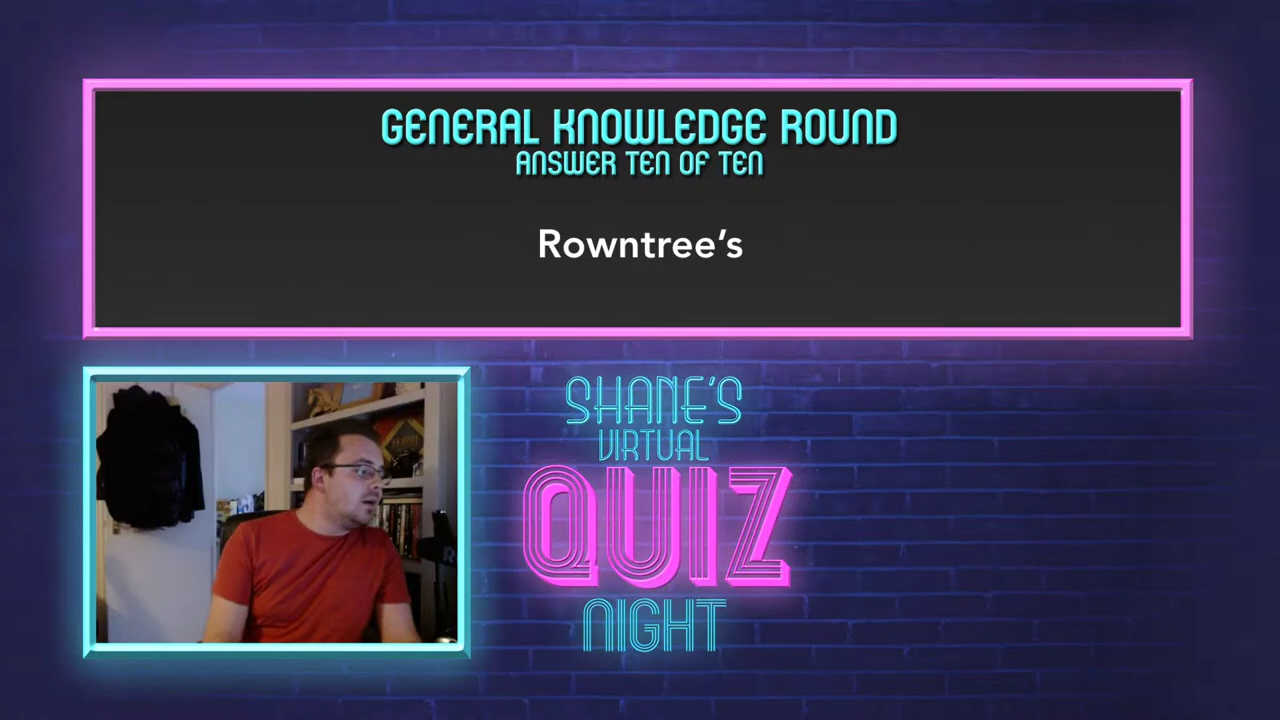 GENERAL KNOWLEDGE ROUND
ANSWER TEN OF TEN
Rowntree's
SHANE'S
VIRTUAL
QUIZ
NIGHT